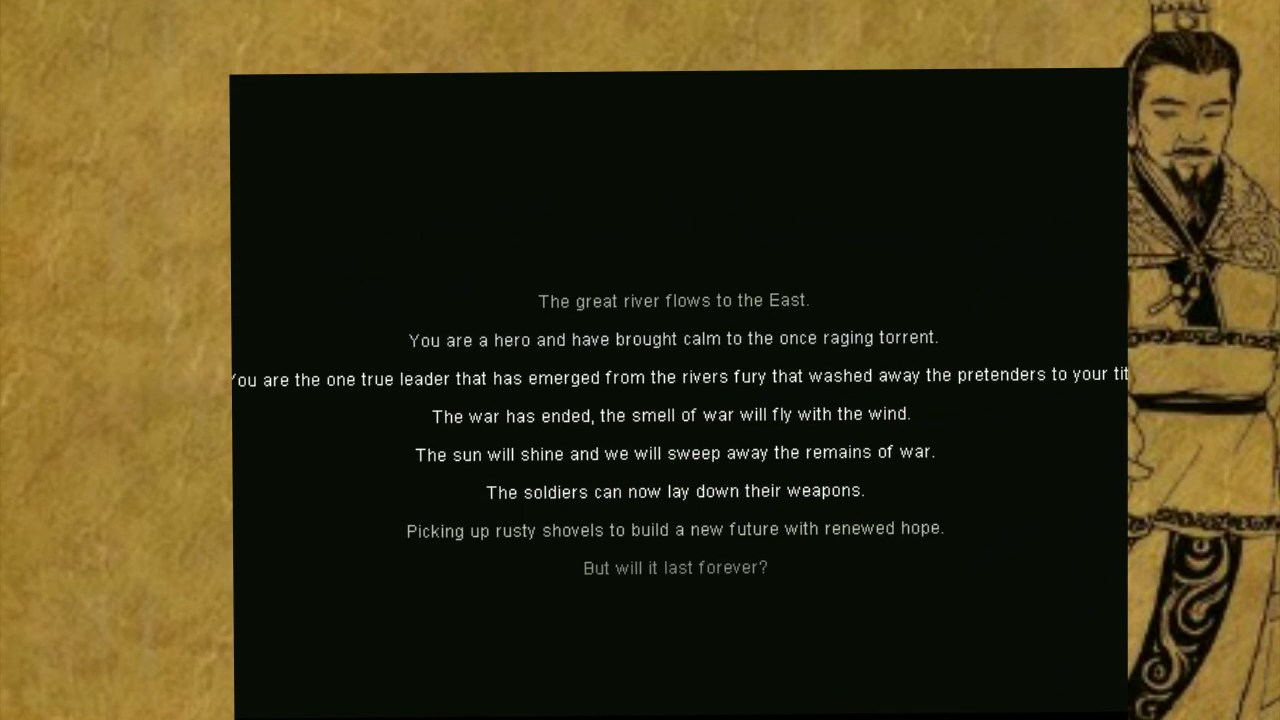 The great river flows to the East.
You are a hero and have brought calm to the once raging torrent.
You are the one true leader that has emerged from the rivers fury that washed away the pretenders to your tit
The war has ended, the smell of war will fly with the wind.
The sun will shine and we will sweep away the remains of war.
The soldiers can now lay down their weapons.
Picking up rusty shovels to build a new future with renewed hope.
But will it last forever?